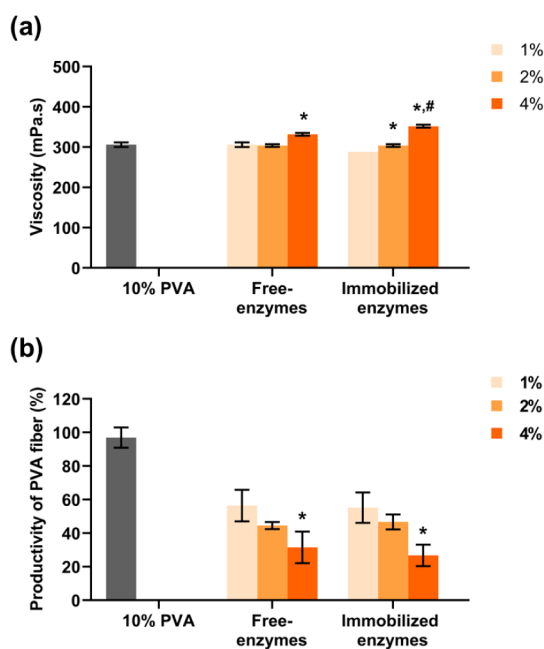 (a)
1%
2%
4%
Viscosity (mPa.s)
500
400
300
200
100
0
*
*
*,#
10% PVA
Free-
enzymes
Immobilized
enzymes
(b)
1%
2%
4%
Productivity of PVA fiber (%)
120
100
80
60
40
20
0
*
*
10% PVA
Free-
enzymes
Immobilized
enzymes